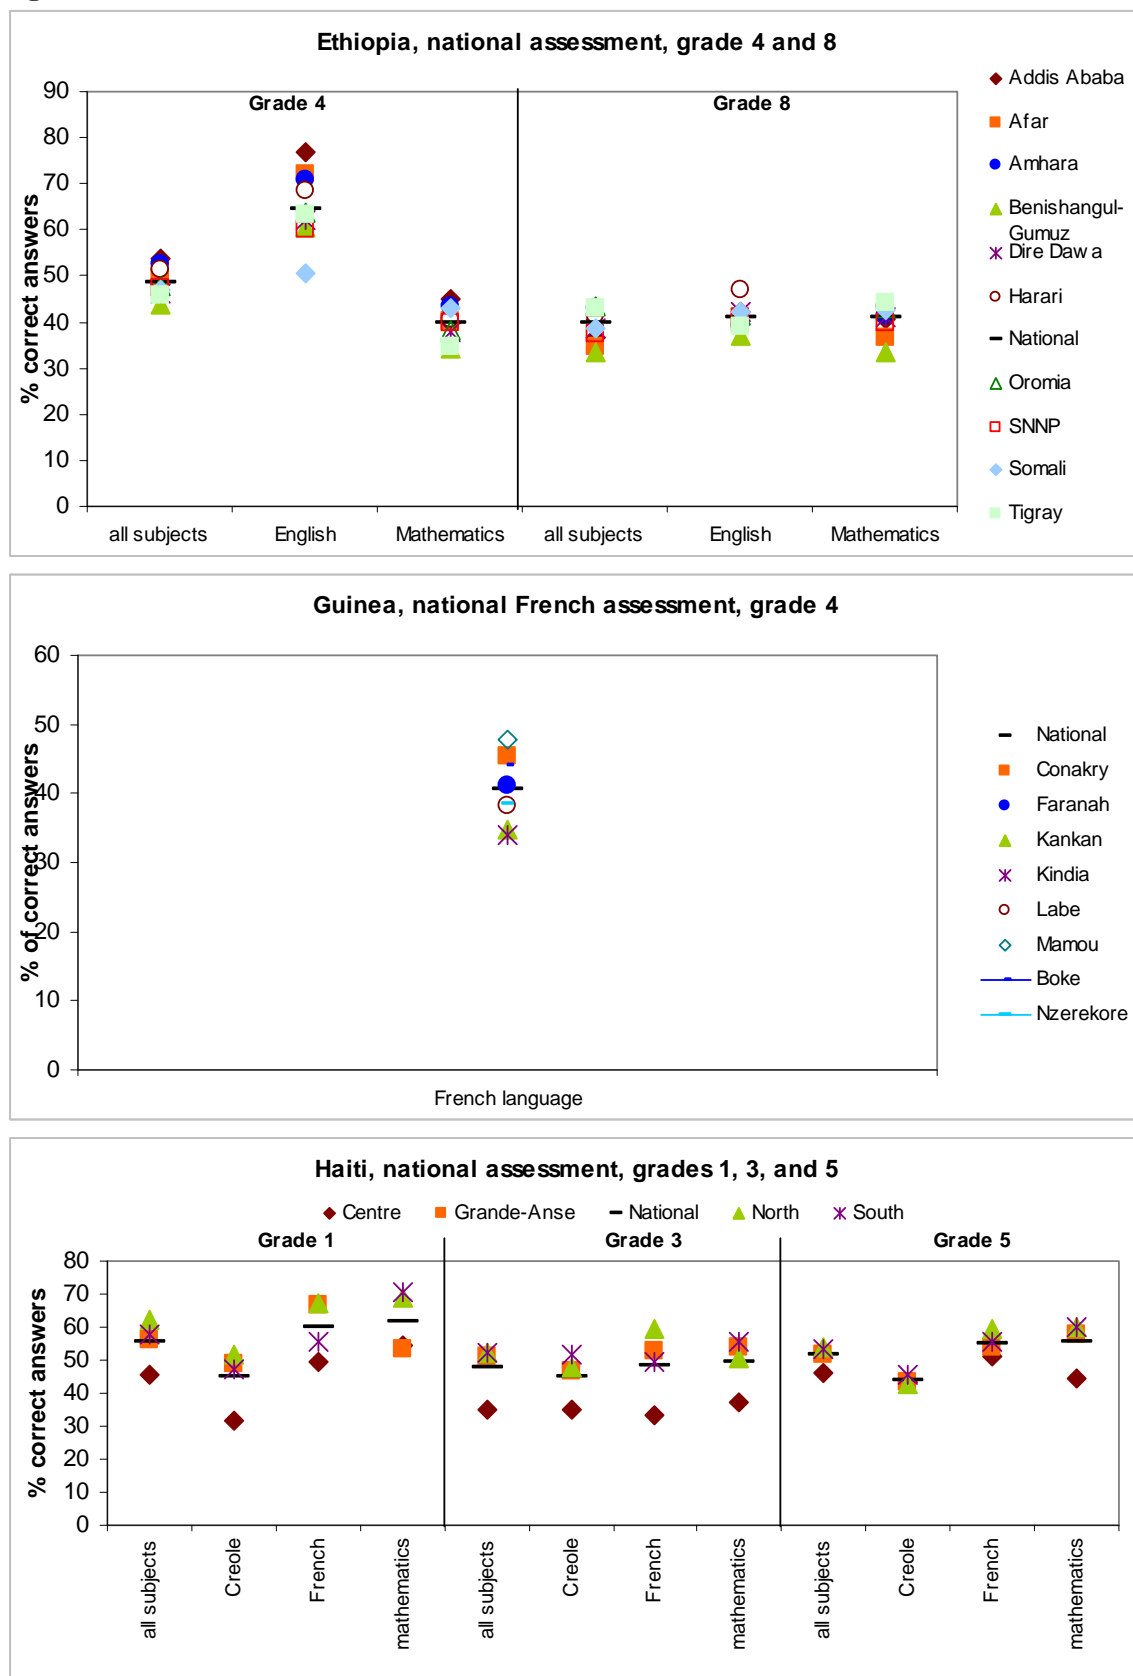 Ethiopia, national assessment, grade 4 and 8
% correct answers
90
80
70
60
50
40
30
20
10
0
Grade 4
Grade 8
all subjects
English
Mathematics
all subjects
English
Mathematics
Addis Ababa
Afar
Amhara
Benishangul-
Gumuz
Dire Dawa
Harari
National
Oromia
SNNP
Somali
Tigray
Guinea, national French assessment, grade 4
% of correct answers
60
50
40
30
20
10
0
French language
National
Conakry
Faranah
Kankan
Kindia
Labe
Mamou
Boke
Nzerekore
Haiti, national assessment, grades 1, 3, and 5
Centre
Grande-Anse
National
North
South
Grade 1
Grade 3
Grade 5
% correct answers
80
70
60
50
40
30
20
10
0
all subjects
Creole
French
mathematics
all subjects
Creole
French
mathematics
all subjects
Creole
French
mathematics